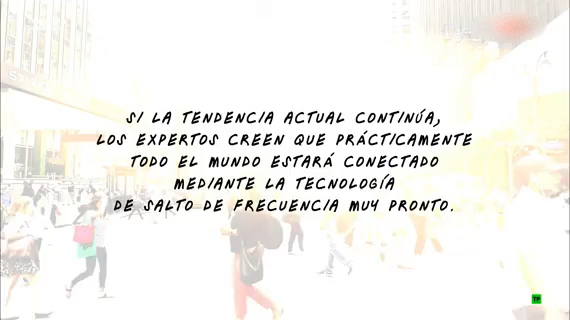 SI LA TENDENCIA ACTUAL CONTINÚA,
LOS EXPERTOS CREEN QUE PRÁCTICAMENTE
TODO EL MUNDO ESTARÁ CONECTADO
MEDIANTE LA TECNOLOGÍA
DE SALTO DE FRECUENCIA MUY PRONTO.